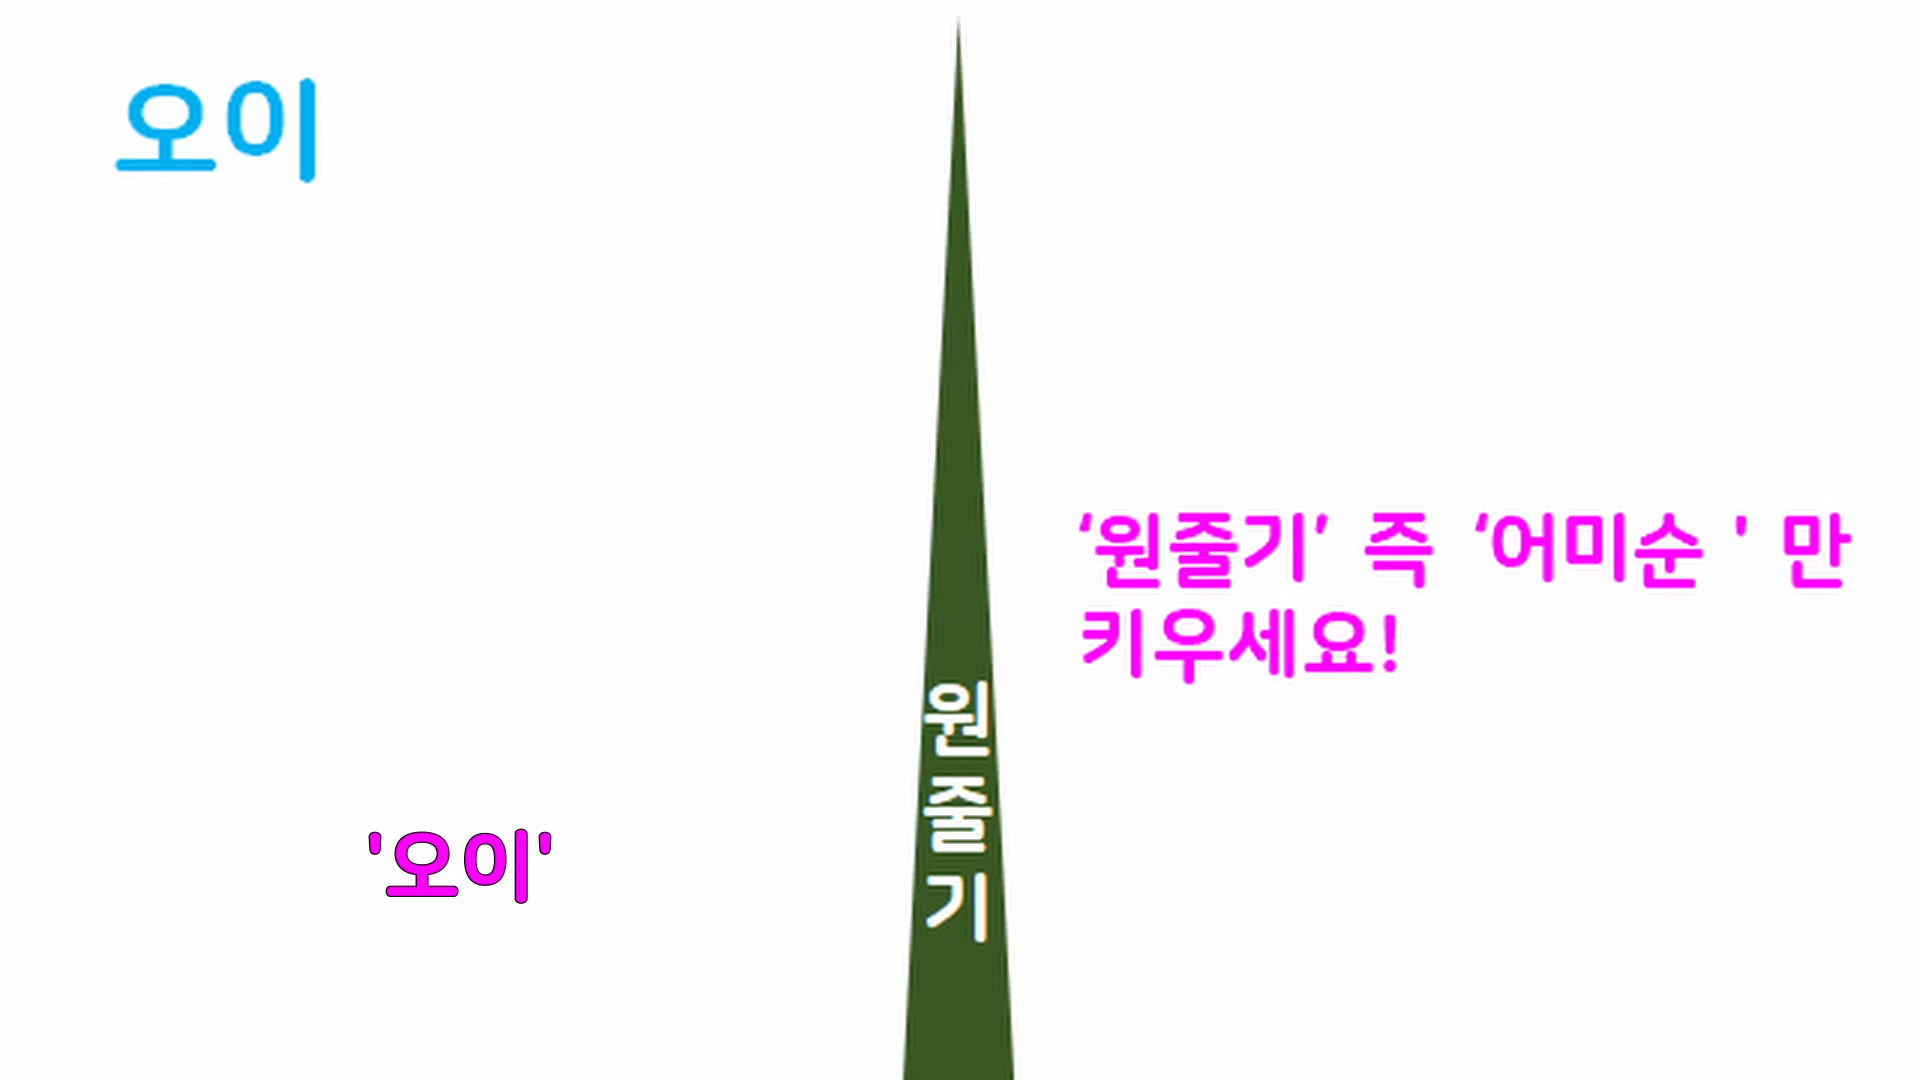 오이
‘원줄기’ 즉 ‘어미순 ' 만
키우세요!
원
줄
기
'오이'